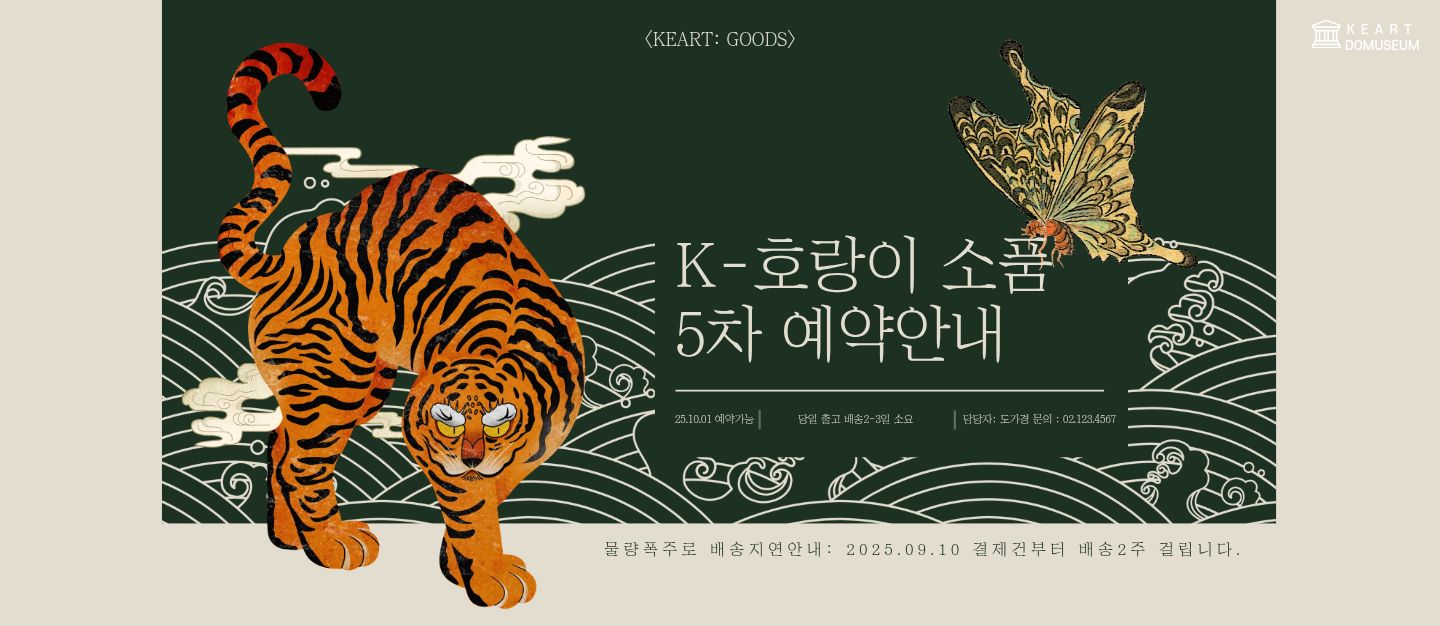 〈KEART: GOODS〉
KEART
DOMUSEUM
K-호랑이 소품
5차 예약안내
25.10.01 예약가능
당일 출고 배송2-3일 소요
담당자: 도가경 문의 : 02.123.4567
물량폭주로 배송지연안내: 2025.09.10 결제건부터 배송2주 걸립니다.